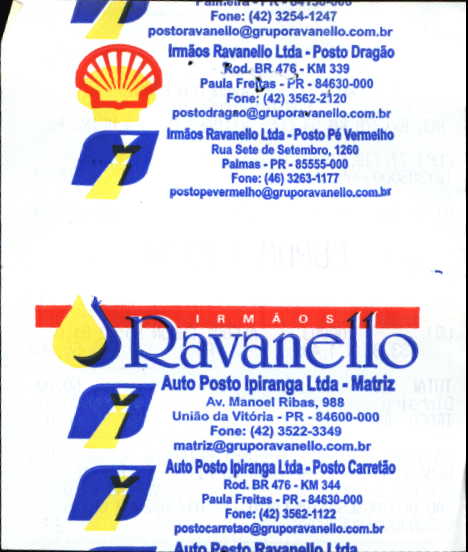 Palmeira - PR - 84130-000
Fone: (42) 3254-1247
postoravanello@gruporavanello.com.br
Irmãos Ravanello Ltda - Posto Dragão
Rod. BR 476 - KM 339
Paula Freitas - PR - 84630-000
Fone: (42) 3562-2120
postodragao@gruporavanello.com.br
Irmãos Ravanello Ltda - Posto Pé Vermelho
Rua Sete de Setembro, 1260
Palmas - PR - 85555-000
Fone: (46) 3263-1177
postopevermelho@gruporavanello.com.br
IRMÃOS
Ravanello
Auto Posto Ipiranga Ltda - Matriz
Av. Manoel Ribas, 988
União da Vitória - PR - 84600-000
Fone: (42) 3522-3349
matriz@gruporavanello.com.br
Auto Posto Ipiranga Ltda - Posto Carretão
Rod. BR 476 - KM 344
Paula Freitas - PR - 84630-000
Fone: (42) 3562-1122
postocarretao@gruporavanello.com.br
Auto Posto Ravanello Ltda